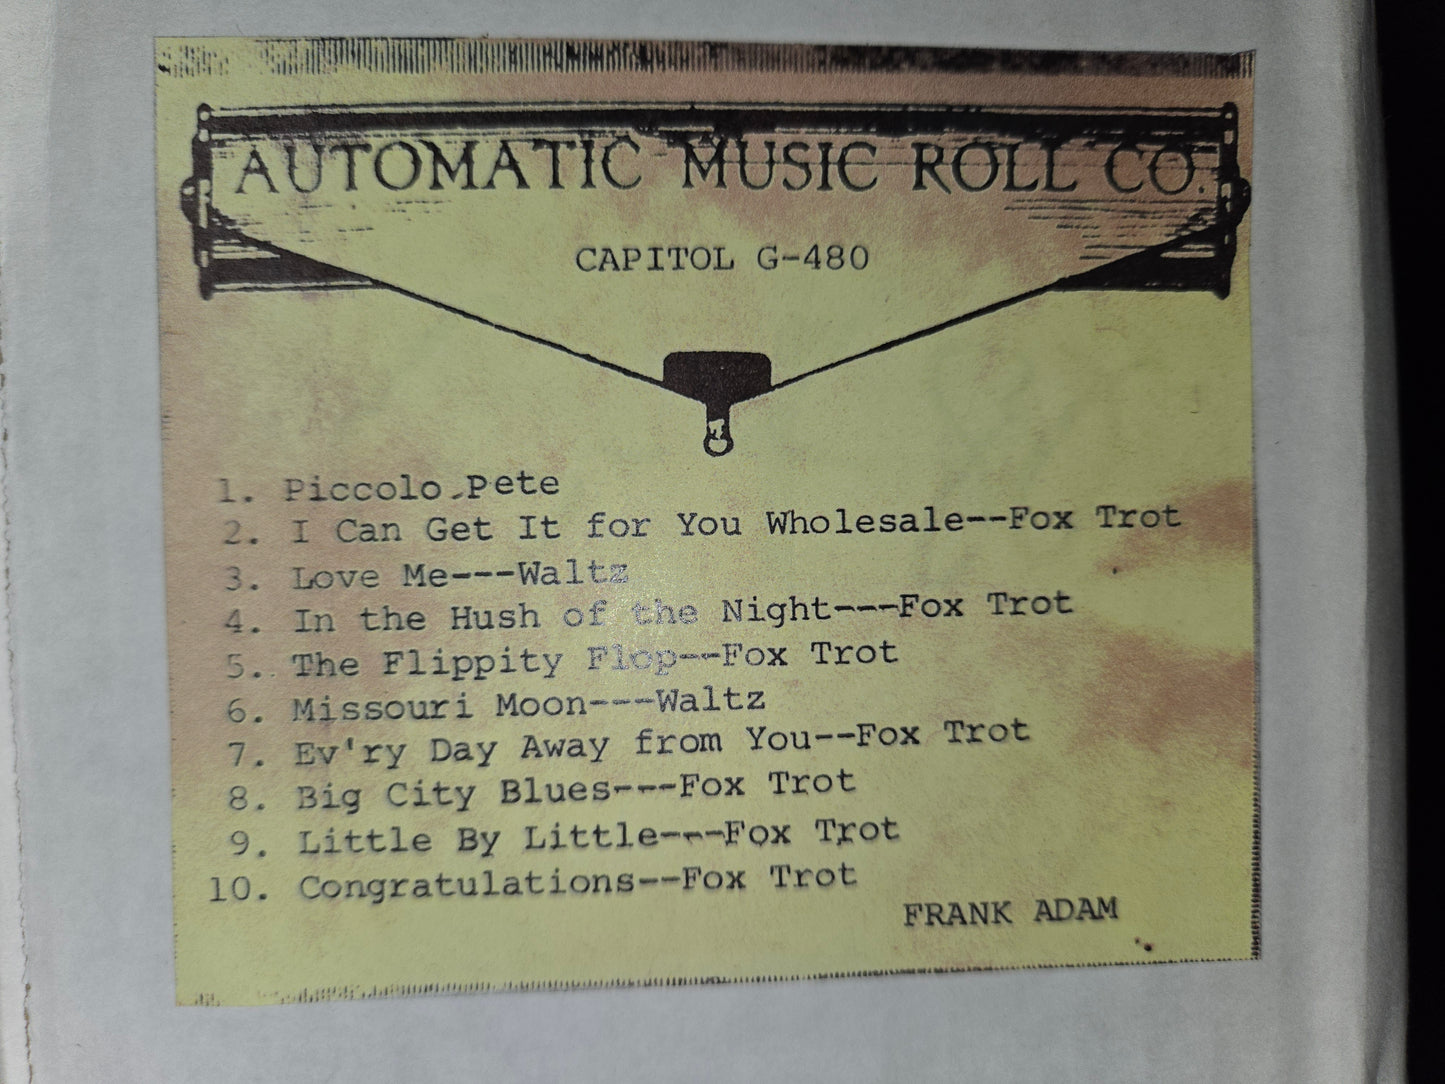 AUTOMATIC MUSIC ROLL CO.
CAPITOL G-480
1. Piccolo Pete
2. I Can Get It for You Wholesale--Fox Trot
3. Love Me---Waltz
4. In the Hush of the Night---Fox Trot
5. The Flippity Flop--Fox Trot
6. Missouri Moon---Waltz
7. Ev'ry Day Away from You--Fox Trot
8. Big City Blues---Fox Trot
9. Little By Little---Fox Trot
10. Congratulations--Fox Trot
FRANK ADAM